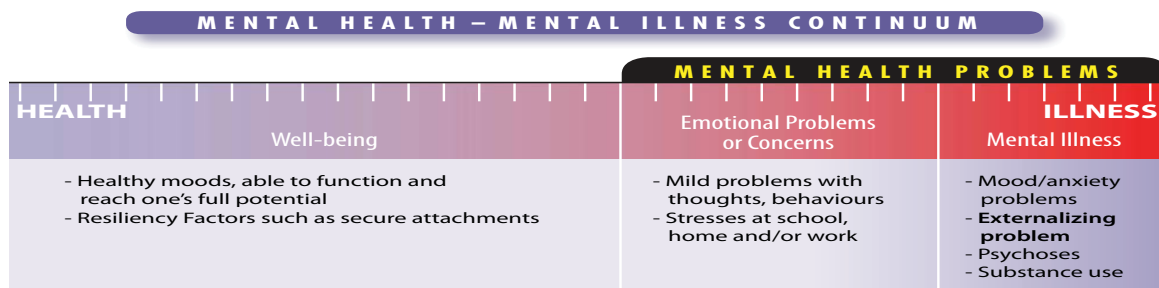 MENTAL HEALTH – MENTAL ILLNESS CONTINUUM
MENTAL HEALTH PROBLEMS
HEALTH
ILLNESS
Well-being
Emotional Problems
or Concerns
Mental Illness
- Healthy moods, able to function and
reach one's full potential
- Resiliency Factors such as secure attachments
- Mild problems with
thoughts, behaviours
- Stresses at school,
home and/or work
- Mood/anxiety
problems
- Externalizing
problem
- Psychoses
- Substance use